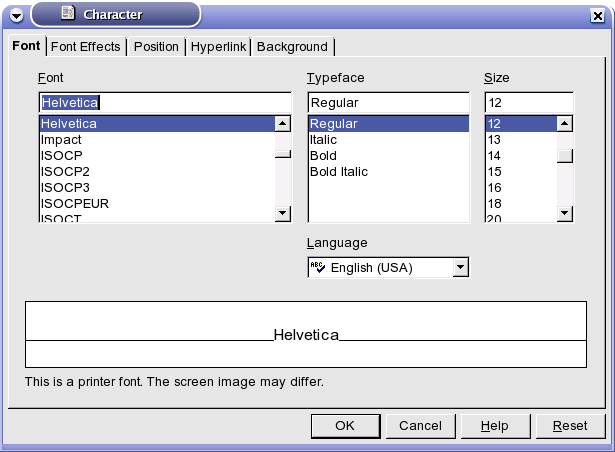 Character
Font Font Effects Position Hyperlink Background
Font Typeface Size
Helvetica Regular 12
Helvetica Regular 12
Impact Italic 13
ISOCP Bold 14
ISOCP2 Bold Italic 15
ISOCP3 16
ISOCPEUR 18
ISOCT 20
Language
ABC English (USA)
Helvetica
This is a printer font. The screen image may differ.
OK Cancel Help Reset